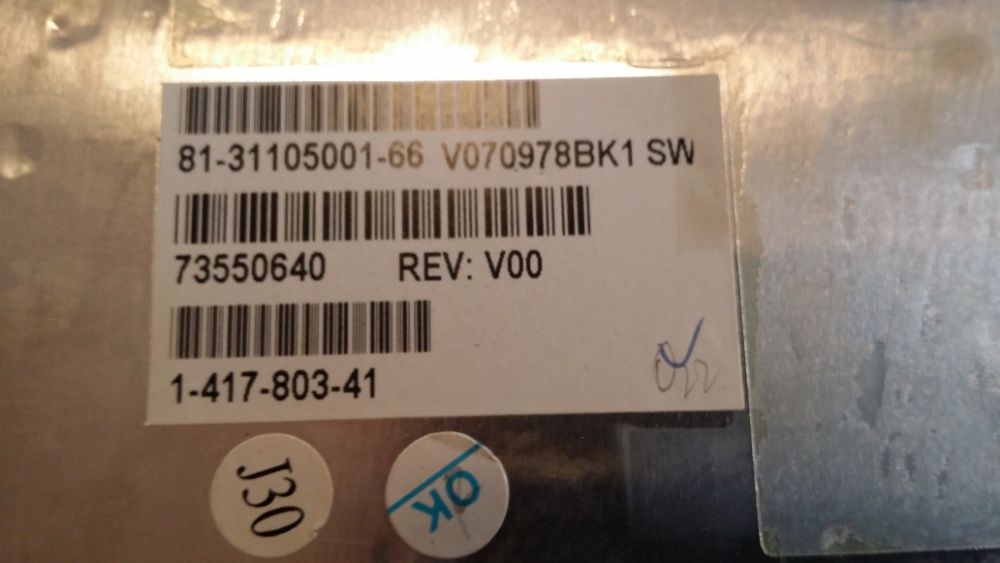 81-31105001-66 V070978BK1 SW
73550640 REV: V00
1-417-803-41
J30
OK